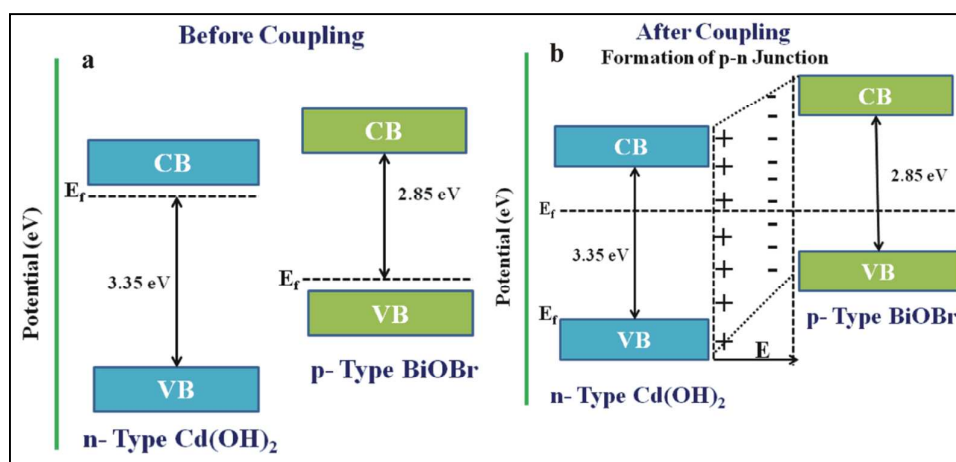 Before Coupling
a
Potential (eV)
CB
E_f
3.35 eV
VB
n- Type Cd(OH)₂
CB
2.85 eV
E_f
VB
p- Type BiOBr
After Coupling
b
Formation of p-n Junction
Potential (eV)
CB
E_f
3.35 eV
E_f
VB
n- Type Cd(OH)₂
+
+
+
+
+
+
+
-
-
-
-
-
-
-
-
-
-
E
CB
2.85 eV
VB
p- Type BiOBr